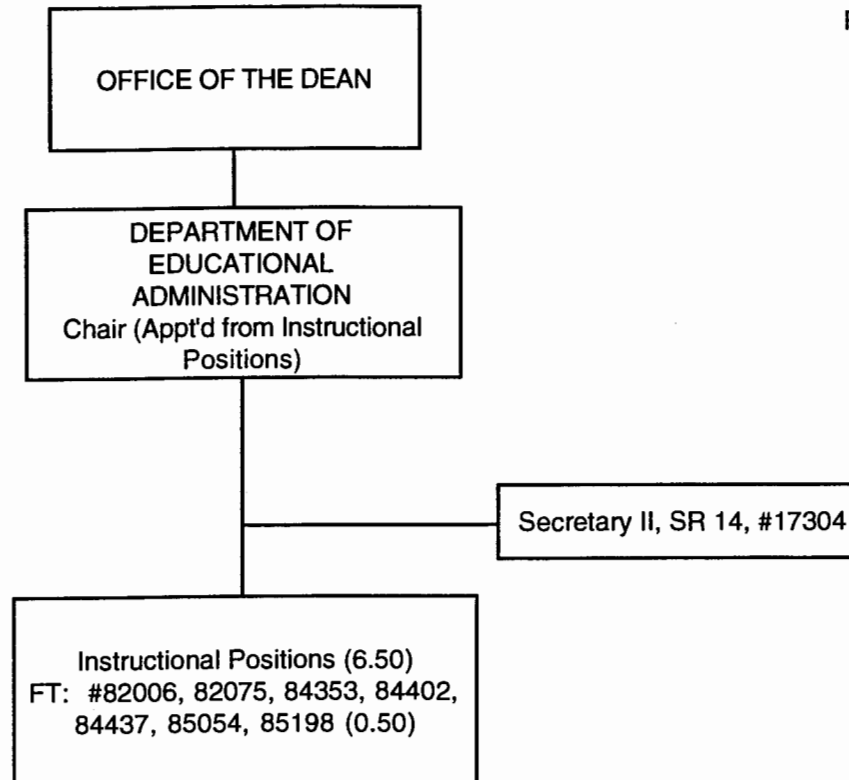 OFFICE OF THE DEAN
DEPARTMENT OF
EDUCATIONAL
ADMINISTRATION
Chair (Appt'd from Instructional
Positions)
Secretary II, SR 14, #17304
Instructional Positions (6.50)
FT: #82006, 82075, 84353, 84402,
84437, 85054, 85198 (0.50)